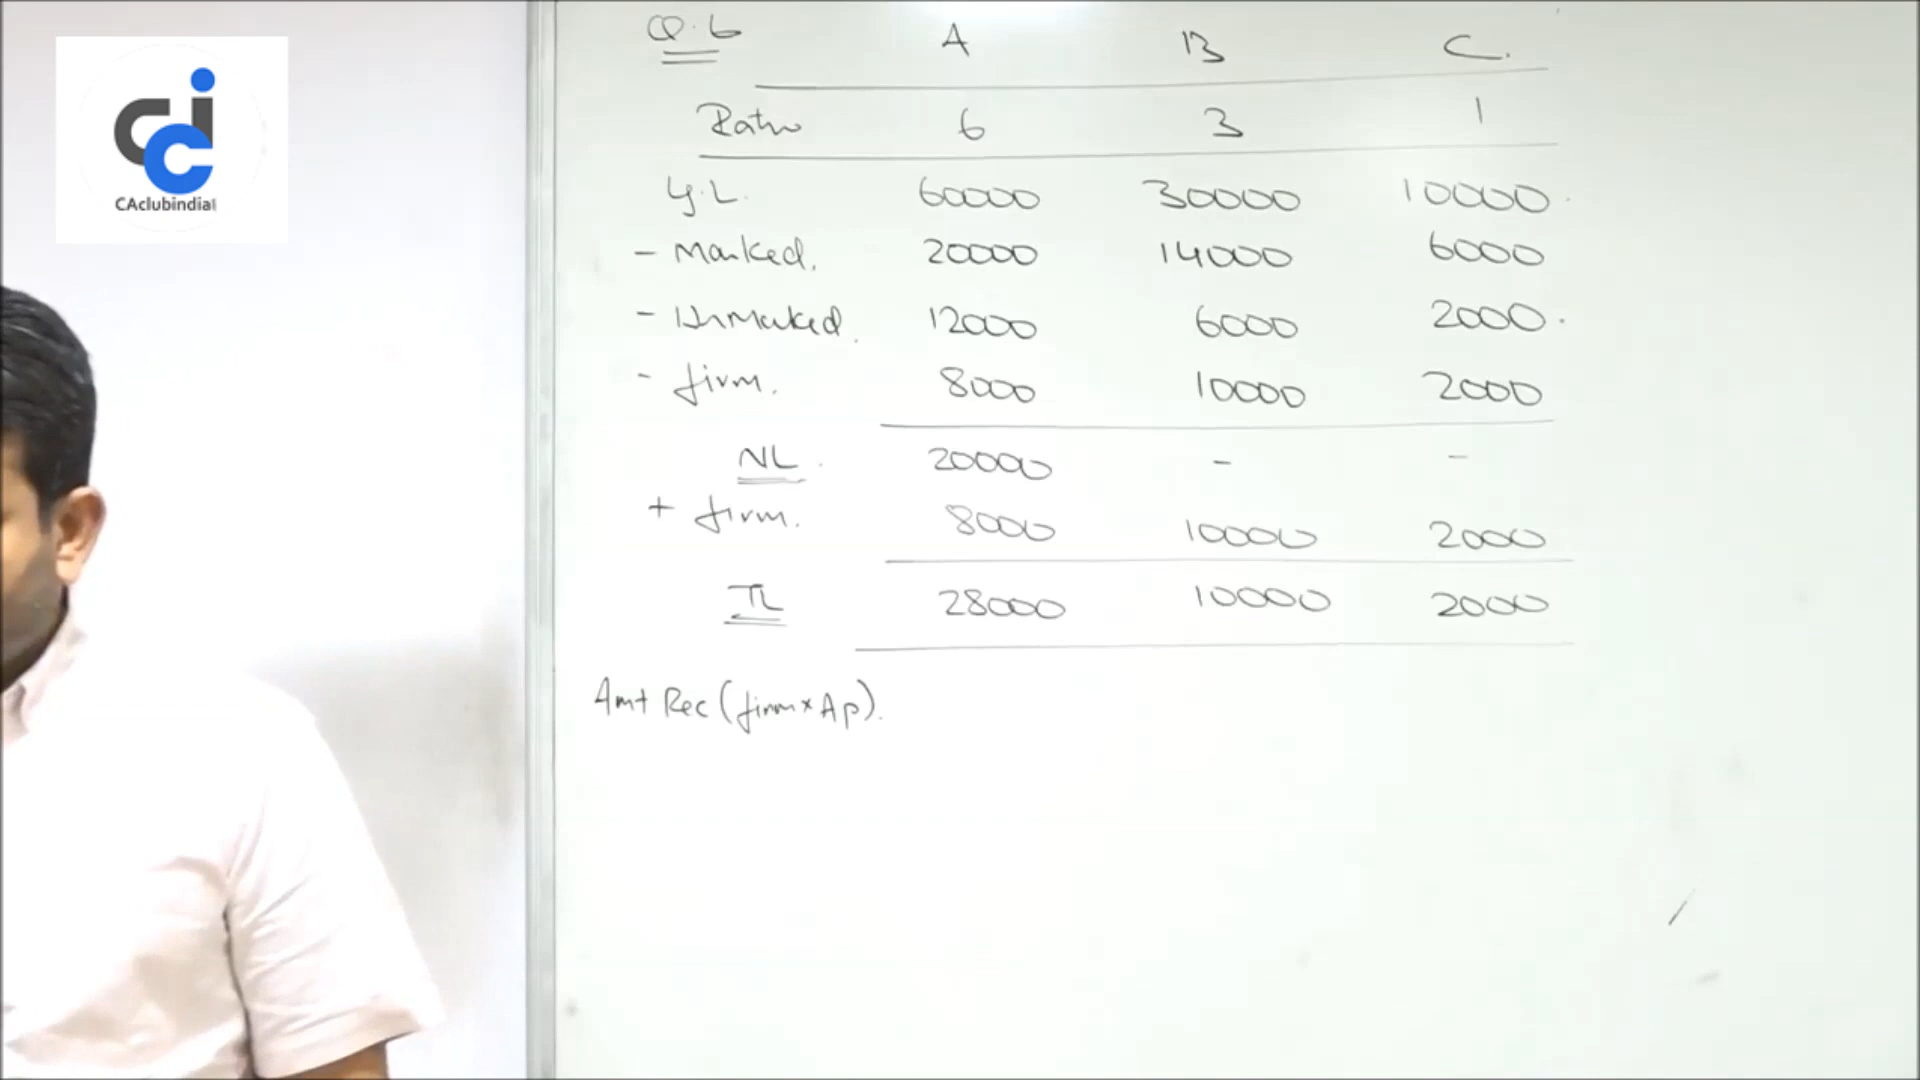 CAclubindia
Q.6 A B C.
Ratio 6 3 1
G.L. 60000 30000 10000.
- Marked. 20000 14000 6000
- Unmarked. 12000 6000 2000.
- firm. 8000 10000 2000
NL. 20000 - -
+ firm. 8000 10000 2000
TL 28000 10000 2000
Amt Rec (firm × Ap).